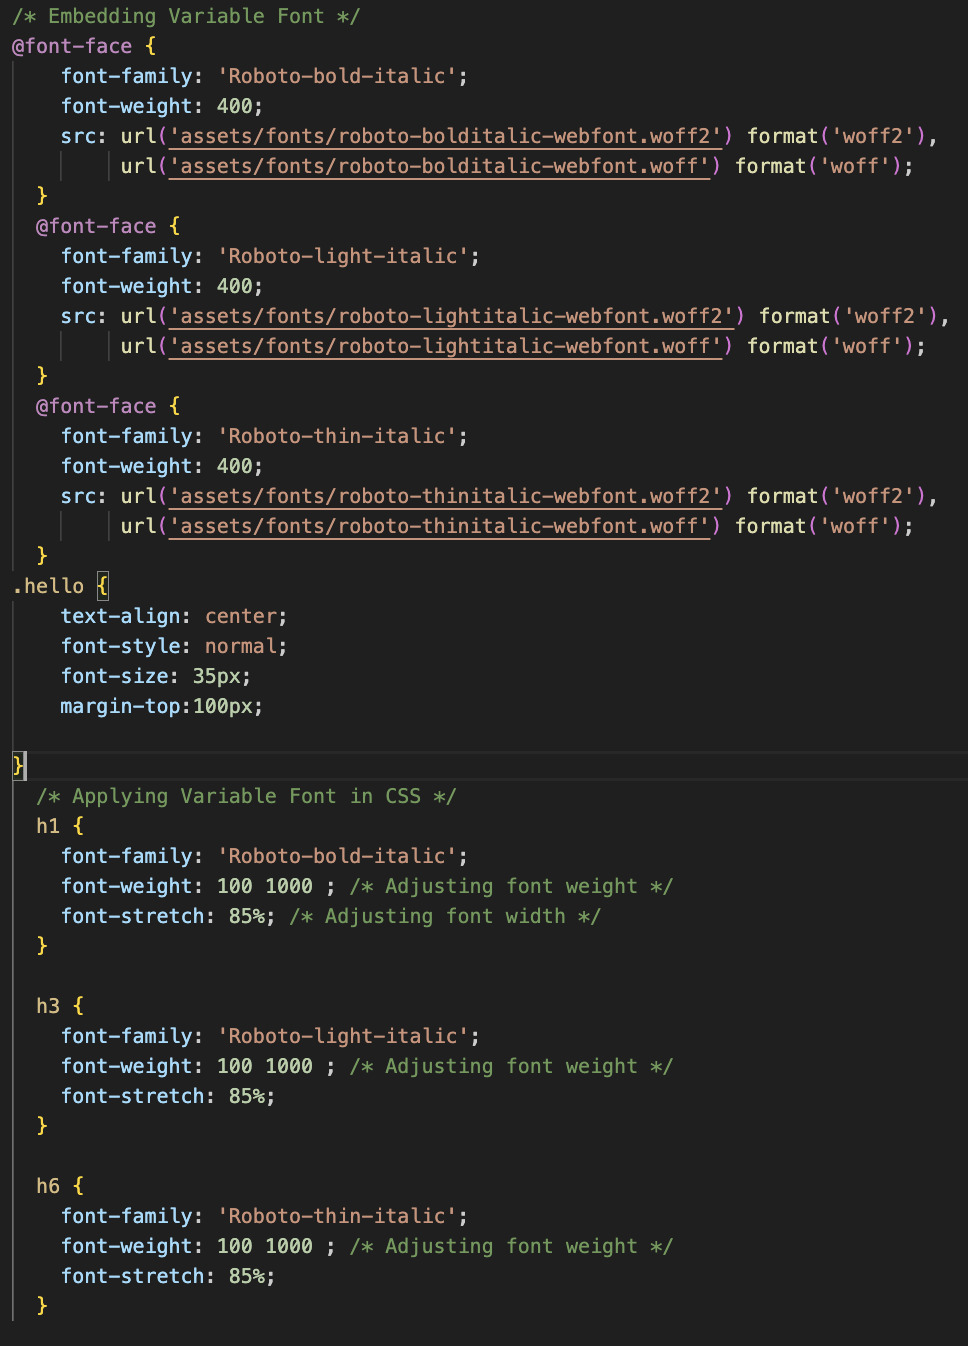 /* Embedding Variable Font */
@font-face {
font-family: 'Roboto-bold-italic';
font-weight: 400;
src: url('assets/fonts/roboto-bolditalic-webfont.woff2') format('woff2'),
url('assets/fonts/roboto-bolditalic-webfont.woff') format('woff');
}
@font-face {
font-family: 'Roboto-light-italic';
font-weight: 400;
src: url('assets/fonts/roboto-lightitalic-webfont.woff2') format('woff2'),
url('assets/fonts/roboto-lightitalic-webfont.woff') format('woff');
}
@font-face {
font-family: 'Roboto-thin-italic';
font-weight: 400;
src: url('assets/fonts/roboto-thinitalic-webfont.woff2') format('woff2'),
url('assets/fonts/roboto-thinitalic-webfont.woff') format('woff');
}
.hello {
text-align: center;
font-style: normal;
font-size: 35px;
margin-top:100px;
}
/* Applying Variable Font in CSS */
h1 {
font-family: 'Roboto-bold-italic';
font-weight: 100 1000 ; /* Adjusting font weight */
font-stretch: 85%; /* Adjusting font width */
}
h3 {
font-family: 'Roboto-light-italic';
font-weight: 100 1000 ; /* Adjusting font weight */
font-stretch: 85%;
}
h6 {
font-family: 'Roboto-thin-italic';
font-weight: 100 1000 ; /* Adjusting font weight */
font-stretch: 85%;
}